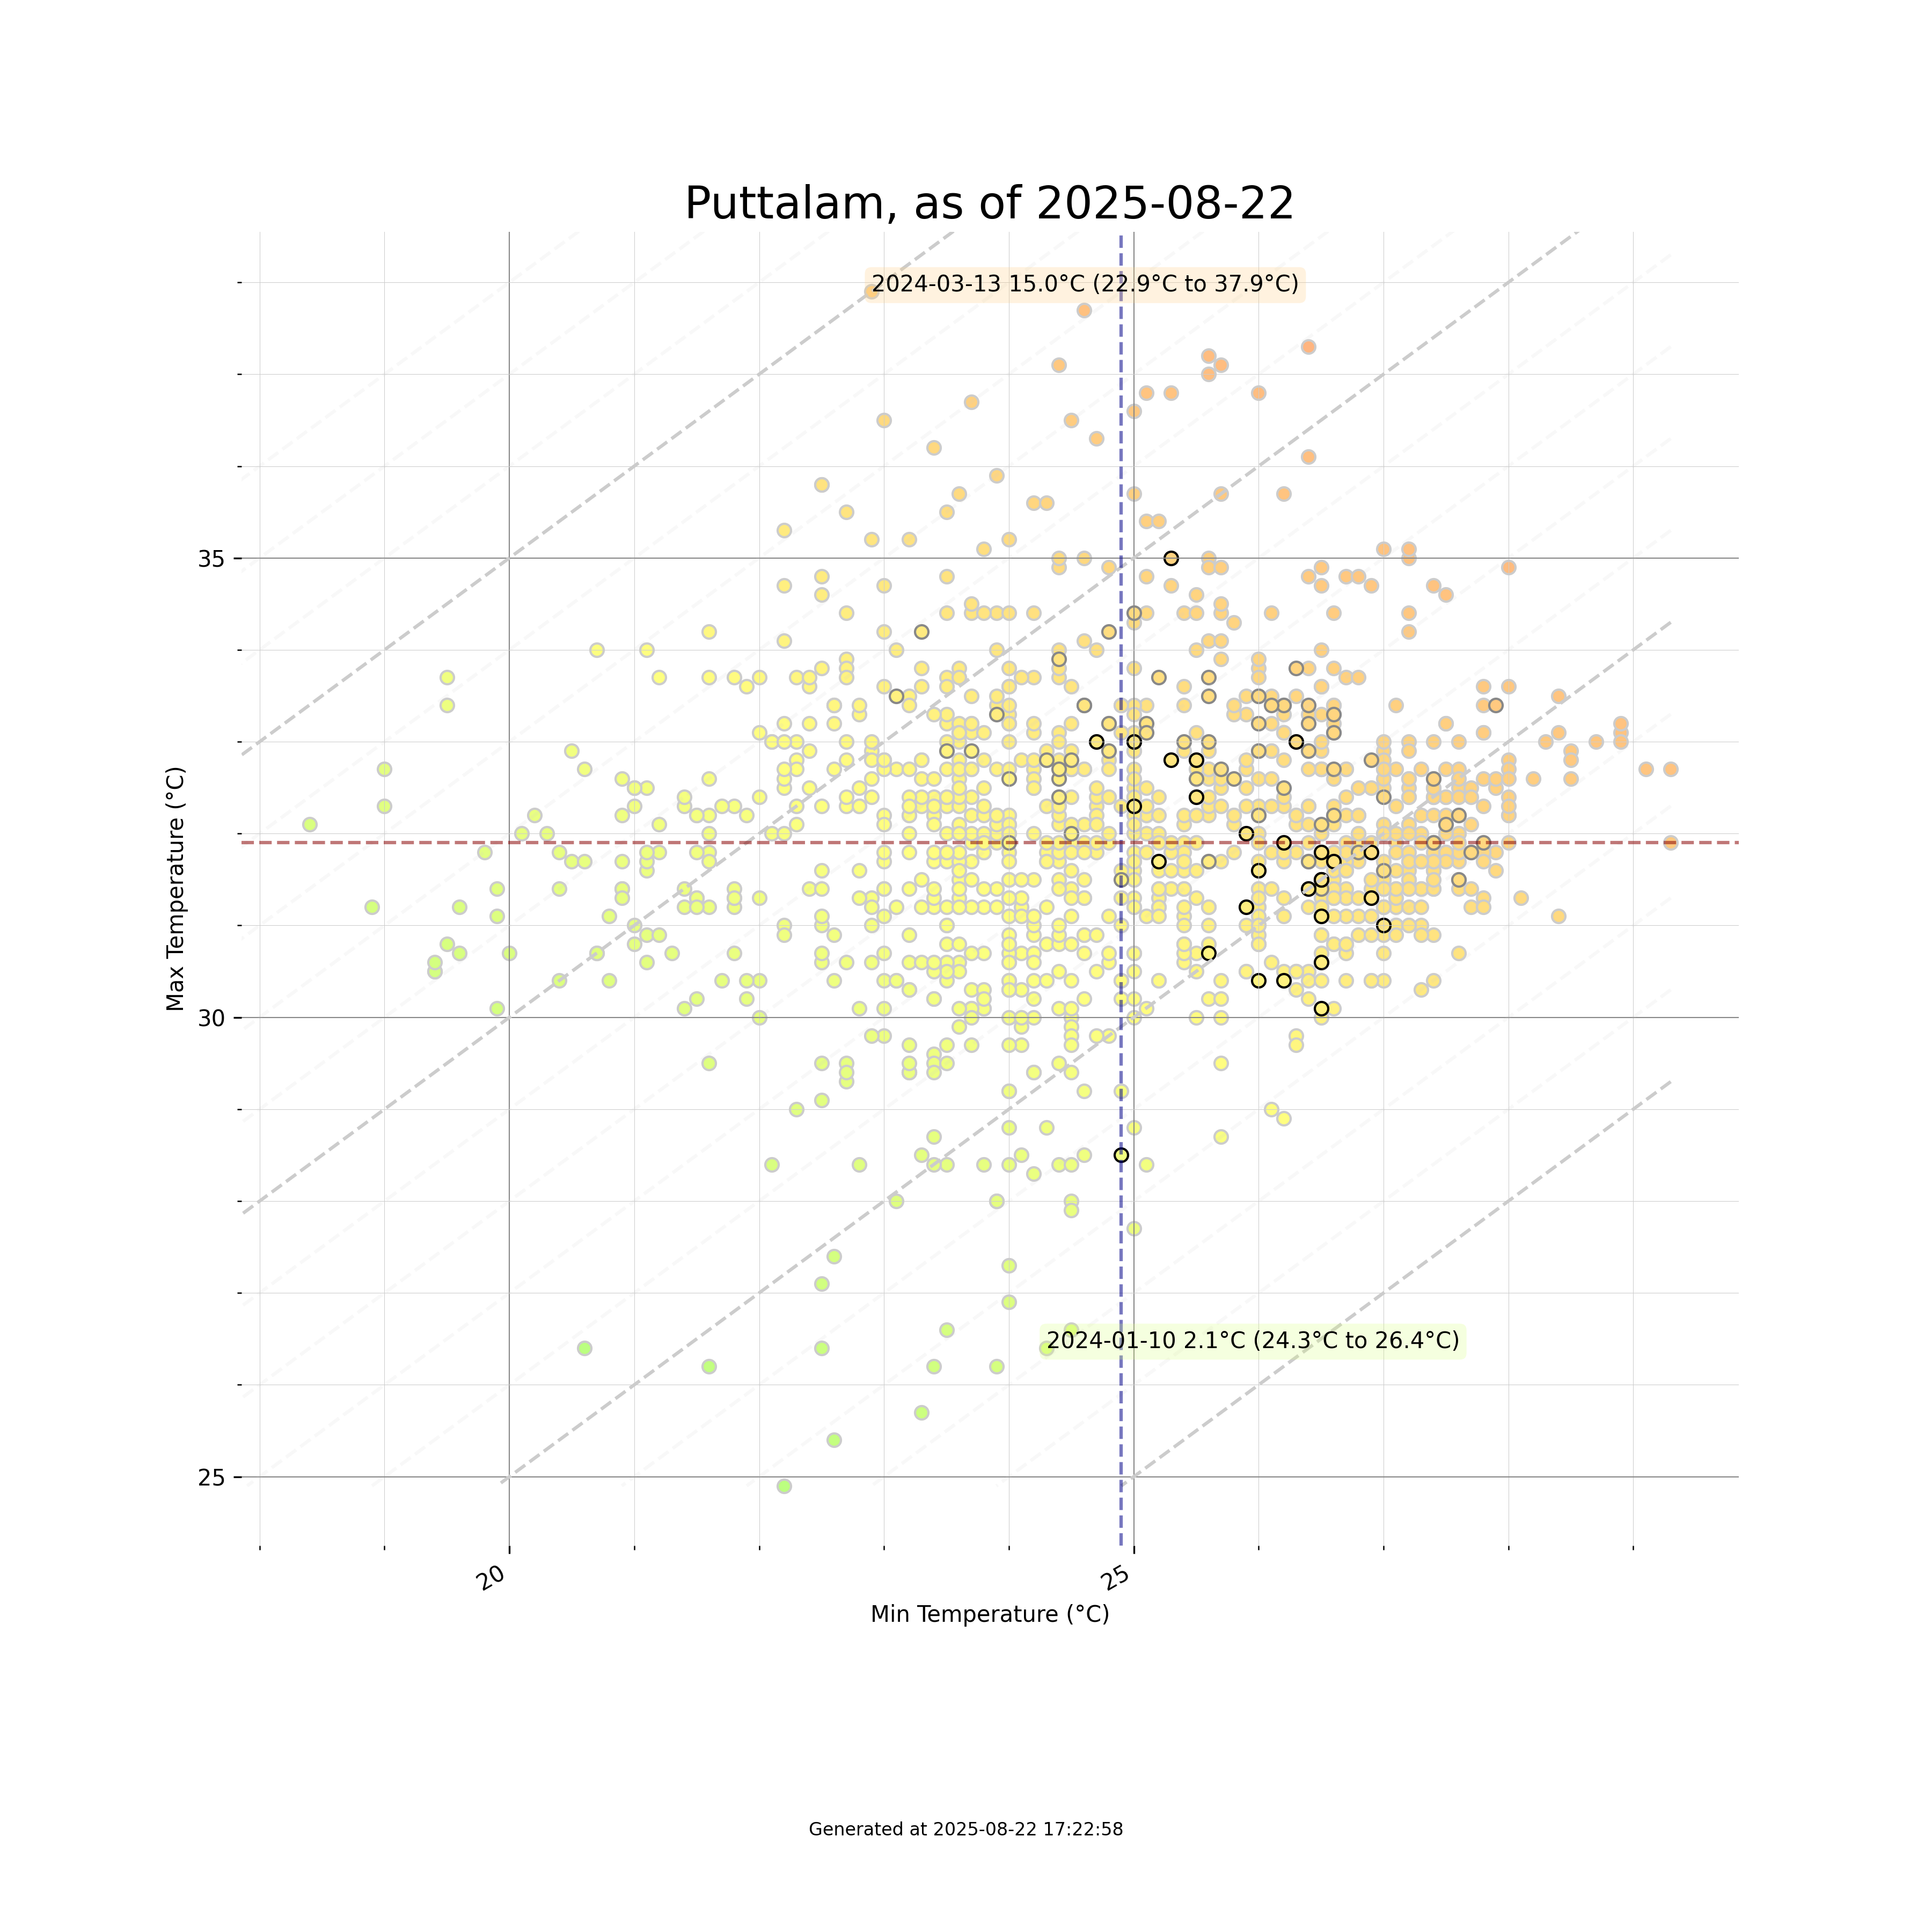 Puttalam, as of 2025-08-22
2024-03-13 15.0°C (22.9°C to 37.9°C)
35
30
25
Max Temperature (°C)
2024-01-10 2.1°C (24.3°C to 26.4°C)
20
25
Min Temperature (°C)
Generated at 2025-08-22 17:22:58